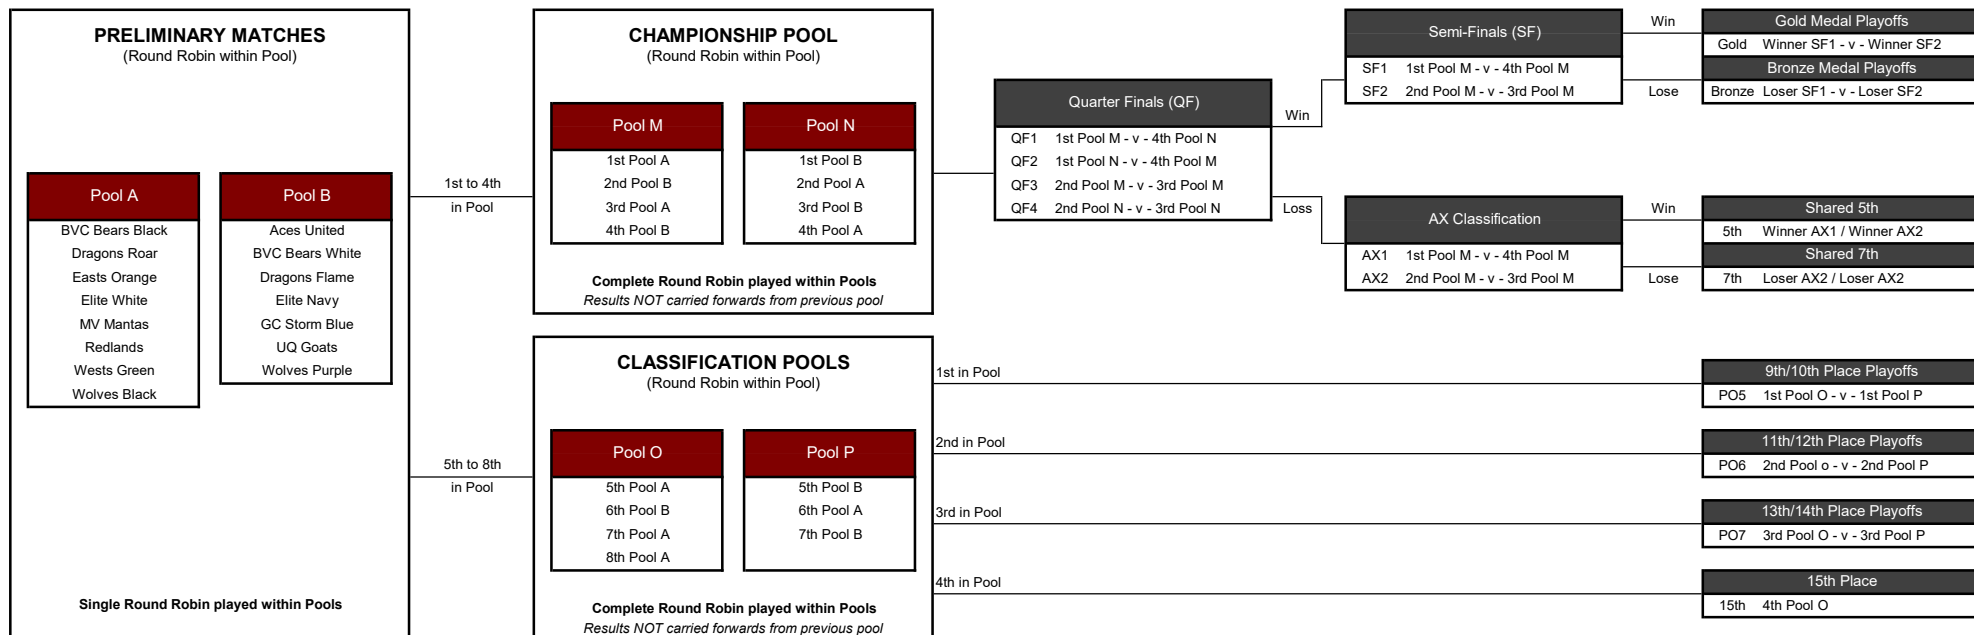 PRELIMINARY MATCHES
(Round Robin within Pool)
Pool A
BVC Bears Black
Dragons Roar
Easts Orange
Elite White
MV Mantas
Redlands
Wests Green
Wolves Black
Pool B
Aces United
BVC Bears White
Dragons Flame
Elite Navy
GC Storm Blue
UQ Goats
Wolves Purple
Single Round Robin played within Pools
1st to 4th
in Pool
5th to 8th
in Pool
CHAMPIONSHIP POOL
(Round Robin within Pool)
Pool M
1st Pool A
2nd Pool B
3rd Pool A
4th Pool B
Pool N
1st Pool B
2nd Pool A
3rd Pool B
4th Pool A
Complete Round Robin played within Pools
Results NOT carried forwards from previous pool
CLASSIFICATION POOLS
(Round Robin within Pool)
Pool O
5th Pool A
6th Pool B
7th Pool A
8th Pool A
Pool P
5th Pool B
6th Pool A
7th Pool B
Complete Round Robin played within Pools
Results NOT carried forwards from previous pool
Quarter Finals (QF)
QF1 1st Pool M - v - 4th Pool N
QF2 1st Pool N - v - 4th Pool M
QF3 2nd Pool M - v - 3rd Pool M
QF4 2nd Pool N - v - 3rd Pool N
Win
Loss
Semi-Finals (SF)
SF1 1st Pool M - v - 4th Pool M
SF2 2nd Pool M - v - 3rd Pool M
Win
Lose
Gold Medal Playoffs
Gold Winner SF1 - v - Winner SF2
Bronze Medal Playoffs
Bronze Loser SF1 - v - Loser SF2
AX Classification
AX1 1st Pool M - v - 4th Pool M
AX2 2nd Pool M - v - 3rd Pool M
Win
Lose
Shared 5th
5th Winner AX1 / Winner AX2
Shared 7th
7th Loser AX2 / Loser AX2
1st in Pool
9th/10th Place Playoffs
PO5 1st Pool O - v - 1st Pool P
2nd in Pool
11th/12th Place Playoffs
PO6 2nd Pool o - v - 2nd Pool P
3rd in Pool
13th/14th Place Playoffs
PO7 3rd Pool O - v - 3rd Pool P
4th in Pool
15th Place
15th 4th Pool O